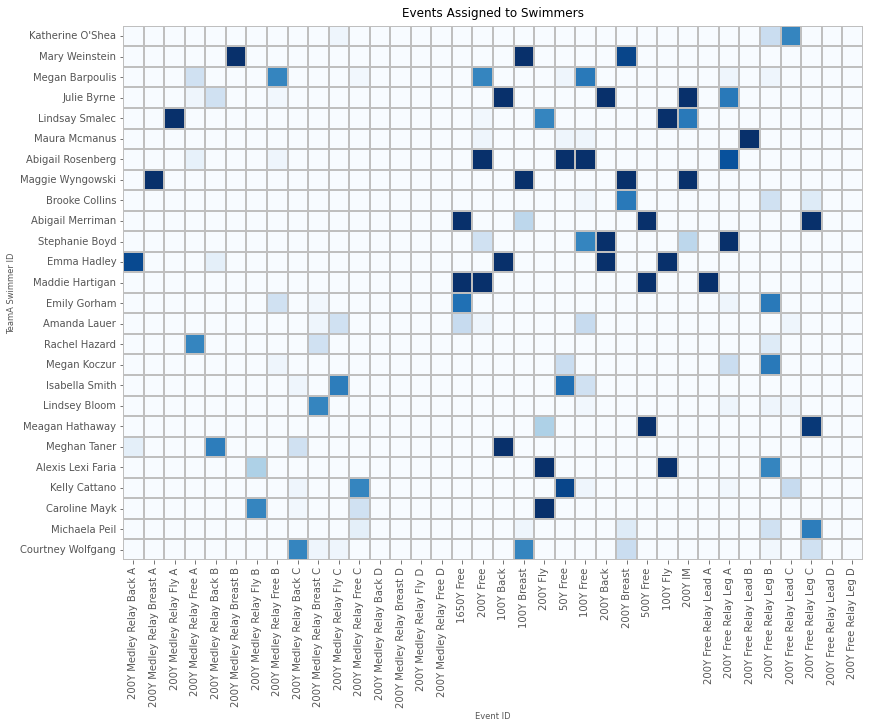 Events Assigned to Swimmers
TeamA Swimmer ID
Katherine O'Shea
Mary Weinstein
Megan Barpoulis
Julie Byrne
Lindsay Smalec
Maura Mcmanus
Abigail Rosenberg
Maggie Wyngowski
Brooke Collins
Abigail Merriman
Stephanie Boyd
Emma Hadley
Maddie Hartigan
Emily Gorham
Amanda Lauer
Rachel Hazard
Megan Koczur
Isabella Smith
Lindsey Bloom
Meagan Hathaway
Meghan Taner
Alexis Lexi Faria
Kelly Cattano
Caroline Mayk
Michaela Peil
Courtney Wolfgang
200Y Medley Relay Back A
200Y Medley Relay Breast A
200Y Medley Relay Fly A
200Y Medley Relay Free A
200Y Medley Relay Back B
200Y Medley Relay Breast B
200Y Medley Relay Fly B
200Y Medley Relay Free B
200Y Medley Relay Back C
200Y Medley Relay Breast C
200Y Medley Relay Fly C
200Y Medley Relay Free C
200Y Medley Relay Back D
200Y Medley Relay Breast D
200Y Medley Relay Fly D
200Y Medley Relay Free D
1650Y Free
200Y Free
100Y Back
100Y Breast
200Y Fly
50Y Free
100Y Free
200Y Back
200Y Breast
500Y Free
100Y Fly
200Y IM
200Y Free Relay Lead A
200Y Free Relay Leg A
200Y Free Relay Lead B
200Y Free Relay Leg B
200Y Free Relay Lead C
200Y Free Relay Leg C
200Y Free Relay Lead D
200Y Free Relay Leg D
Event ID